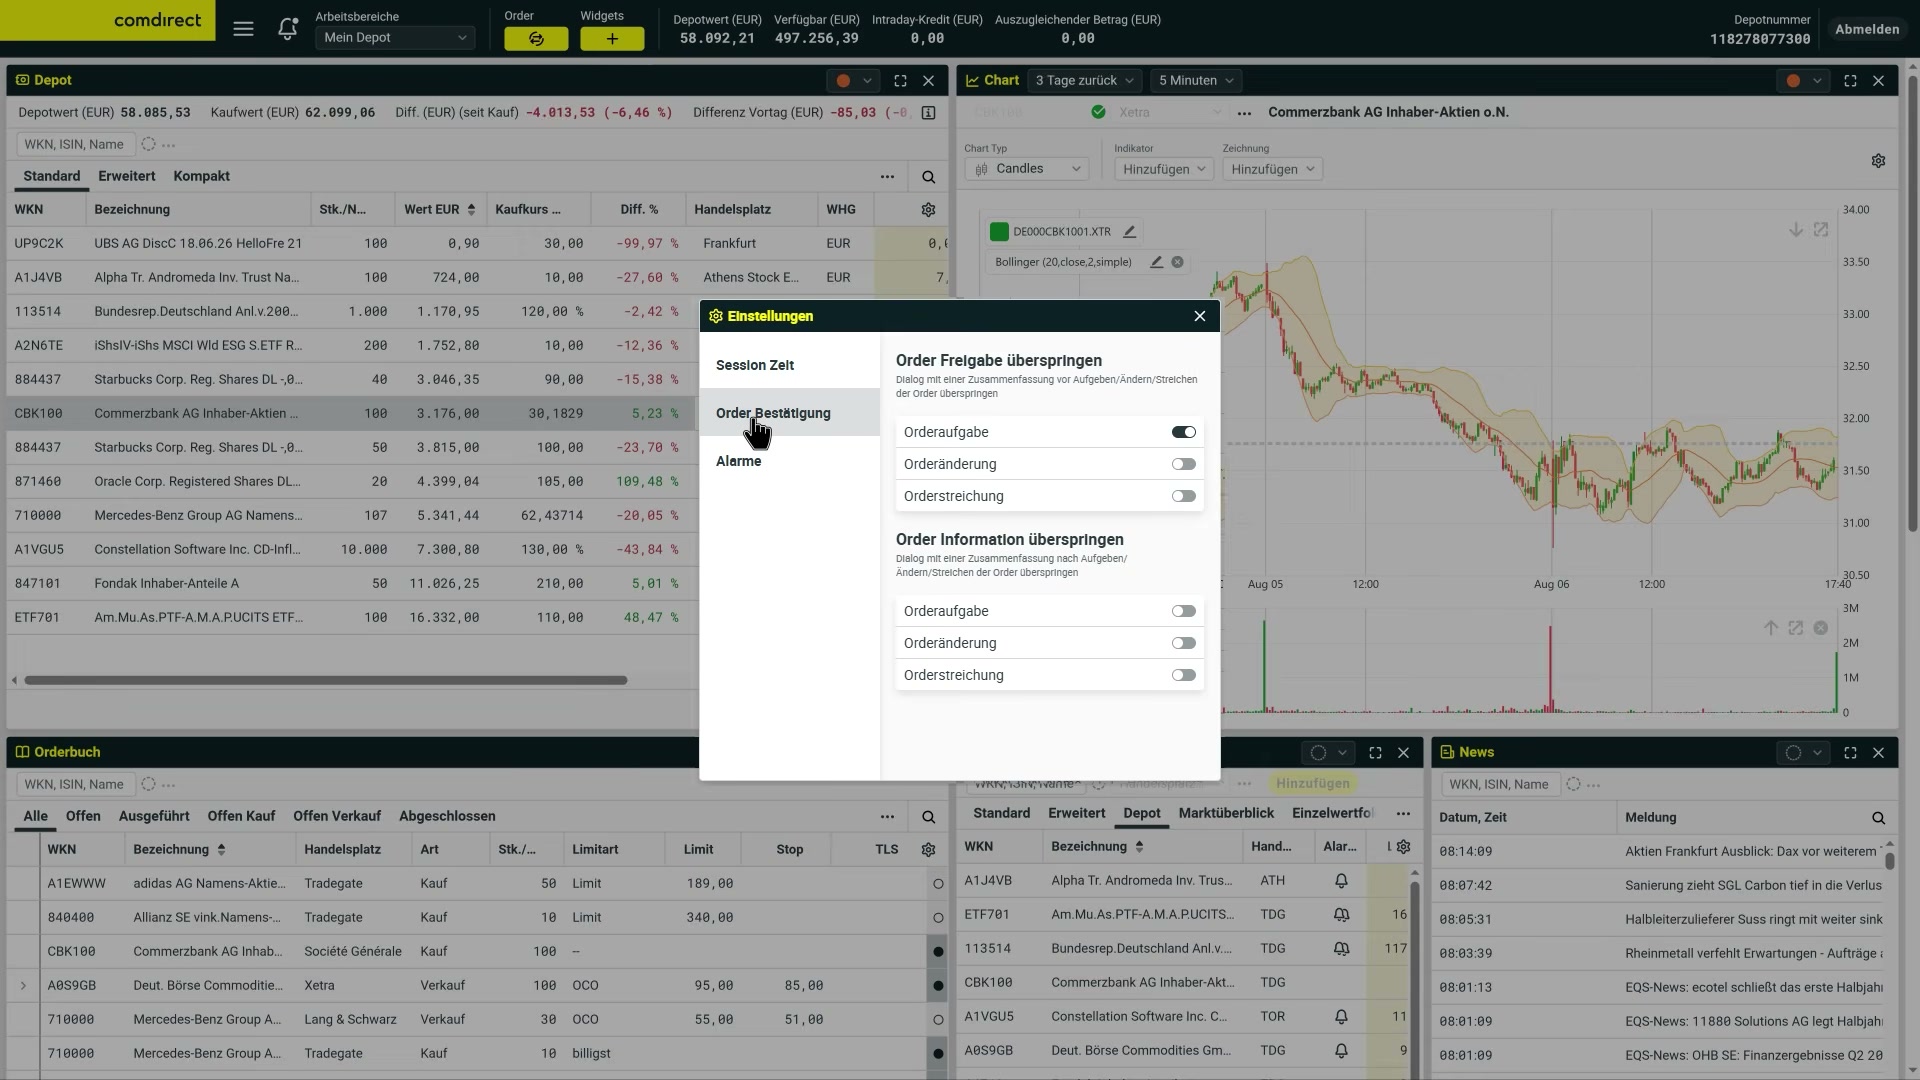 comdirect
Arbeitsbereiche
Mein Depot
Order
Widgets
Depotwert (EUR) Verfügbar (EUR) Intraday-Kredit (EUR) Auszugleichender Betrag (EUR)
58.092,21 497.256,39 0,00 0,00
Depotnummer
118278077300
Abmelden
Depot
Depotwert (EUR) 58.085,53 Kaufwert (EUR) 62.099,06 Diff. (EUR) (seit Kauf) -4.013,53 (-6,46 %) Differenz Vortag (EUR) -85,03 (-0,
WKN, ISIN, Name
Standard Erweitert Kompakt
WKN Bezeichnung Stk./N... Wert EUR Kaufkurs ... Diff. % Handelsplatz WHG
UP9C2K UBS AG DiscC 18.06.26 HelloFre 21 100 0,90 30,00 -99,97 % Frankfurt EUR
A1J4VB Alpha Tr. Andromeda Inv. Trust Na... 100 724,00 10,00 -27,60 % Athens Stock E... EUR 7,
113514 Bundesrep.Deutschland Anl.v.200... 1.000 1.170,95 120,00 % -2,42 %
A2N6TE iShsIV-iShs MSCI Wld ESG S.ETF R... 200 1.752,80 10,00 -12,36 %
884437 Starbucks Corp. Reg. Shares DL -,0... 40 3.046,35 90,00 -15,38 %
CBK100 Commerzbank AG Inhaber-Aktien ... 100 3.176,00 30,1829 5,23 %
884437 Starbucks Corp. Reg. Shares DL -,0... 50 3.815,00 100,00 -23,70 %
871460 Oracle Corp. Registered Shares DL... 20 4.399,04 105,00 109,48 %
710000 Mercedes-Benz Group AG Namens... 107 5.341,44 62,43714 -20,05 %
A1VGU5 Constellation Software Inc. CD-Infl... 10.000 7.300,80 130,00 % -43,84 %
847101 Fondak Inhaber-Anteile A 50 11.026,25 210,00 5,01 %
ETF701 Am.Mu.As.PTF-A.M.A.P.UCITS ETF... 100 16.332,00 110,00 48,47 %
Chart 3 Tage zurück 5 Minuten
CBK100 Xetra ... Commerzbank AG Inhaber-Aktien o.N.
Chart Typ Indikator Zeichnung
Candles Hinzufügen Hinzufügen
DE000CBK1001.XTR
Bollinger (20,close,2,simple)
34.00
33.50
33.00
32.50
32.00
31.50
31.00
30.50
Aug 05 12:00 Aug 06 12:00 17:40
3M
2M
1M
0
Einstellungen
Session Zeit
Order Bestätigung
Alarme
Order Freigabe überspringen
Dialog mit einer Zusammenfassung vor Aufgeben/Ändern/Streichen
der Order überspringen
Orderaufgabe
Orderänderung
Orderstreichung
Order Information überspringen
Dialog mit einer Zusammenfassung nach Aufgeben/
Ändern/Streichen der Order überspringen
Orderaufgabe
Orderänderung
Orderstreichung
Orderbuch
WKN, ISIN, Name
Alle Offen Ausgeführt Offen Kauf Offen Verkauf Abgeschlossen
WKN Bezeichnung Handelsplatz Art Stk./... Limitart Limit Stop TLS
A1EWWW adidas AG Namens-Aktie... Tradegate Kauf 50 Limit 189,00
840400 Allianz SE vink.Namens-... Tradegate Kauf 10 Limit 340,00
CBK100 Commerzbank AG Inhab... Société Générale Kauf 100 --
A0S9GB Deut. Börse Commoditie... Xetra Verkauf 100 OCO 95,00 85,00
710000 Mercedes-Benz Group A... Lang & Schwarz Verkauf 30 OCO 55,00 51,00
710000 Mercedes-Benz Group A... Tradegate Kauf 10 billigst
WKN, ISIN, Name Handelsplatz Hinzufügen
Standard Erweitert Depot Marktüberblick Einzelwertfo
WKN Bezeichnung Hand... Alar...
A1J4VB Alpha Tr. Andromeda Inv. Trus... ATH
ETF701 Am.Mu.As.PTF-A.M.A.P.UCITS... TDG 16
113514 Bundesrep.Deutschland Anl.v.... TDG 117
CBK100 Commerzbank AG Inhaber-Akt... TDG
A1VGU5 Constellation Software Inc. C... TOR 11
A0S9GB Deut. Börse Commodities Gm... TDG 9
News
WKN, ISIN, Name
Datum, Zeit Meldung
08:14:09 Aktien Frankfurt Ausblick: Dax vor weiterem
08:07:42 Sanierung zieht SGL Carbon tief in die Verlus
08:05:31 Halbleiterzulieferer Suss ringt mit weiter sink
08:03:39 Rheinmetall verfehlt Erwartungen - Aufträge
08:01:13 EQS-News: ecotel schließt das erste Halbjahr
08:01:09 EQS-News: 11880 Solutions AG legt Halbjahr
08:01:09 EQS-News: OHB SE: Finanzergebnisse Q2 20